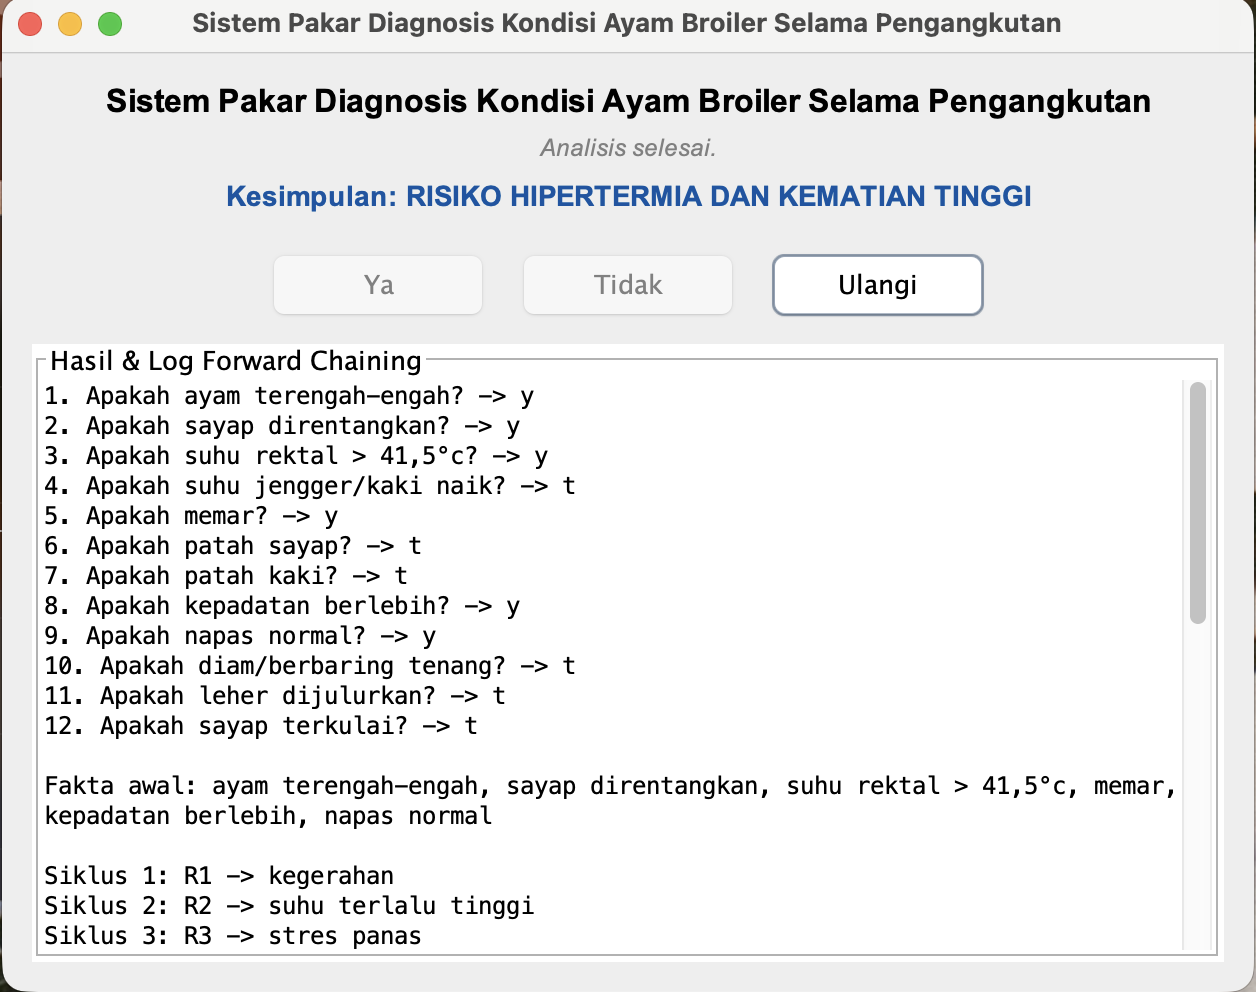 Sistem Pakar Diagnosis Kondisi Ayam Broiler Selama Pengangkutan
Sistem Pakar Diagnosis Kondisi Ayam Broiler Selama Pengangkutan
Analisis selesai.
Kesimpulan: RISIKO HIPERTERMIA DAN KEMATIAN TINGGI
Ya
Tidak
Ulangi
Hasil & Log Forward Chaining
1. Apakah ayam terengah-engah? -> y
2. Apakah sayap direntangkan? -> y
3. Apakah suhu rektal > 41,5°c? -> y
4. Apakah suhu jengger/kaki naik? -> t
5. Apakah memar? -> y
6. Apakah patah sayap? -> t
7. Apakah patah kaki? -> t
8. Apakah kepadatan berlebih? -> y
9. Apakah napas normal? -> y
10. Apakah diam/berbaring tenang? -> t
11. Apakah leher dijulurkan? -> t
12. Apakah sayap terkulai? -> t
Fakta awal: ayam terengah-engah, sayap direntangkan, suhu rektal > 41,5°c, memar,
kepadatan berlebih, napas normal
Siklus 1: R1 -> kegerahan
Siklus 2: R2 -> suhu terlalu tinggi
Siklus 3: R3 -> stres panas